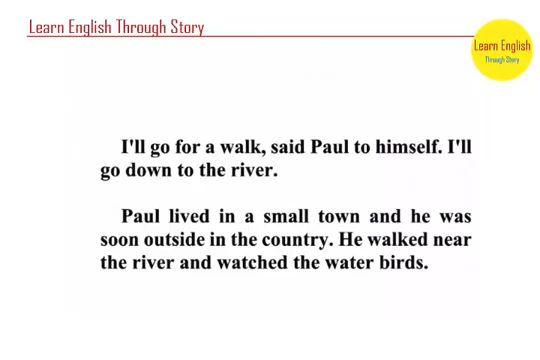 Learn English Through Story
Learn English
Through Story
I'll go for a walk, said Paul to himself. I'll
go down to the river.
Paul lived in a small town and he was
soon outside in the country. He walked near
the river and watched the water birds.